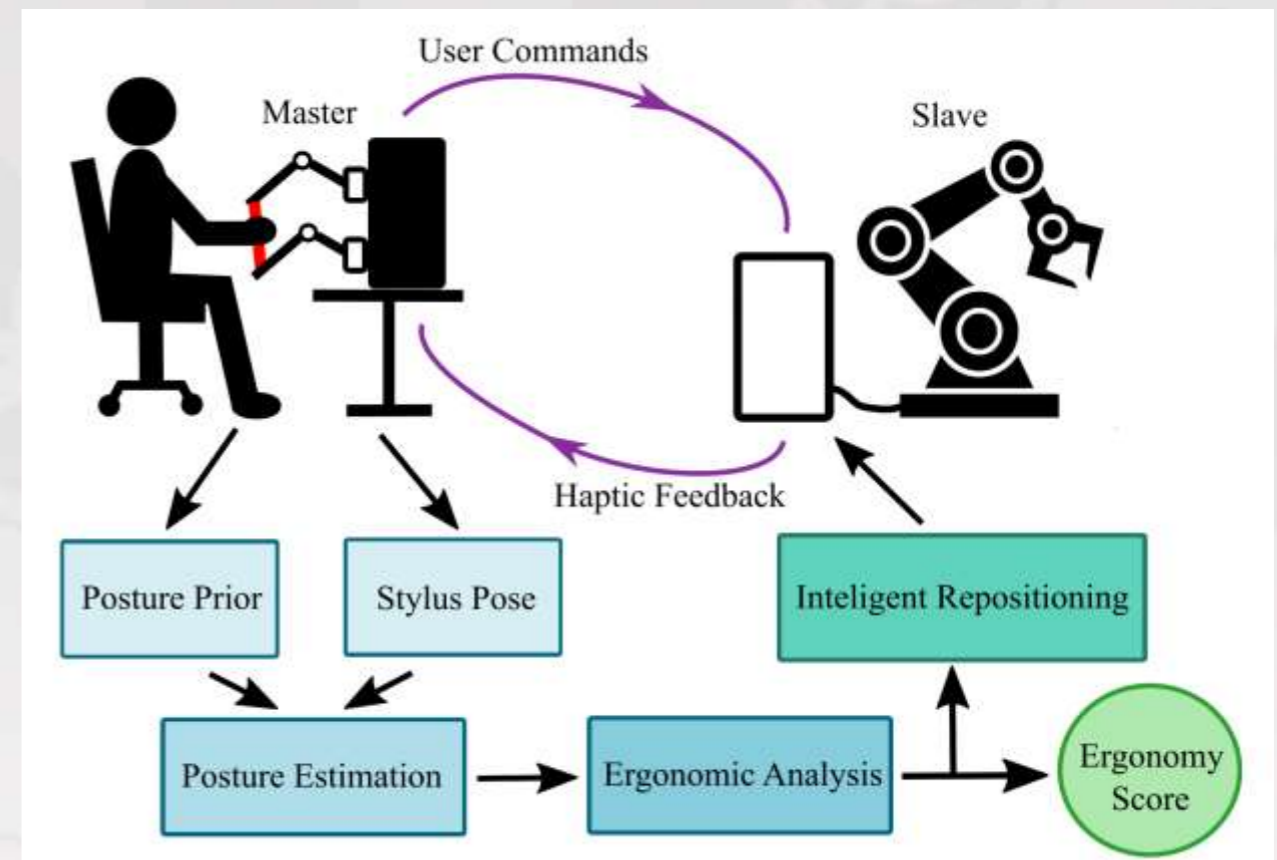 User Commands
Master
Slave
Haptic Feedback
Posture Prior
Stylus Pose
Inteligent Repositioning
Posture Estimation
Ergonomic Analysis
Ergonomy
Score